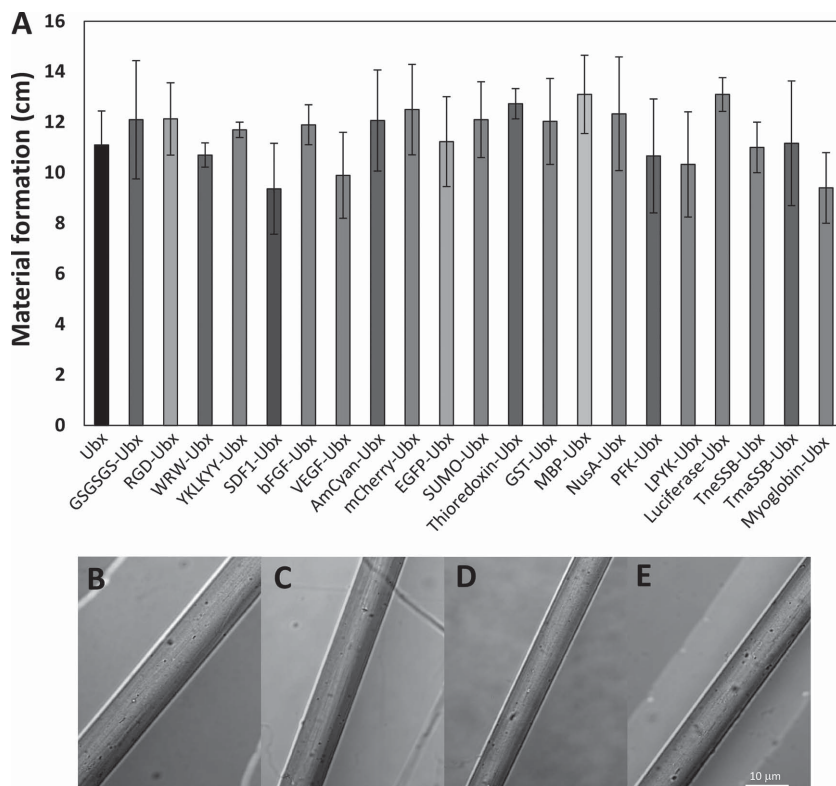 A
Material formation (cm)
16
14
12
10
8
6
4
2
0
Ubx
GSGSGS-Ubx
RGD-Ubx
WRW-Ubx
YKLKYY-Ubx
SDF1-Ubx
bFGF-Ubx
VEGF-Ubx
AmCyan-Ubx
mCherry-Ubx
EGFP-Ubx
SUMO-Ubx
Thioredoxin-Ubx
GST-Ubx
MBP-Ubx
NusA-Ubx
PFK-Ubx
LPYK-Ubx
Luciferase-Ubx
TneSSB-Ubx
TmaSSB-Ubx
Myoglobin-Ubx
B
C
D
E
10 μm